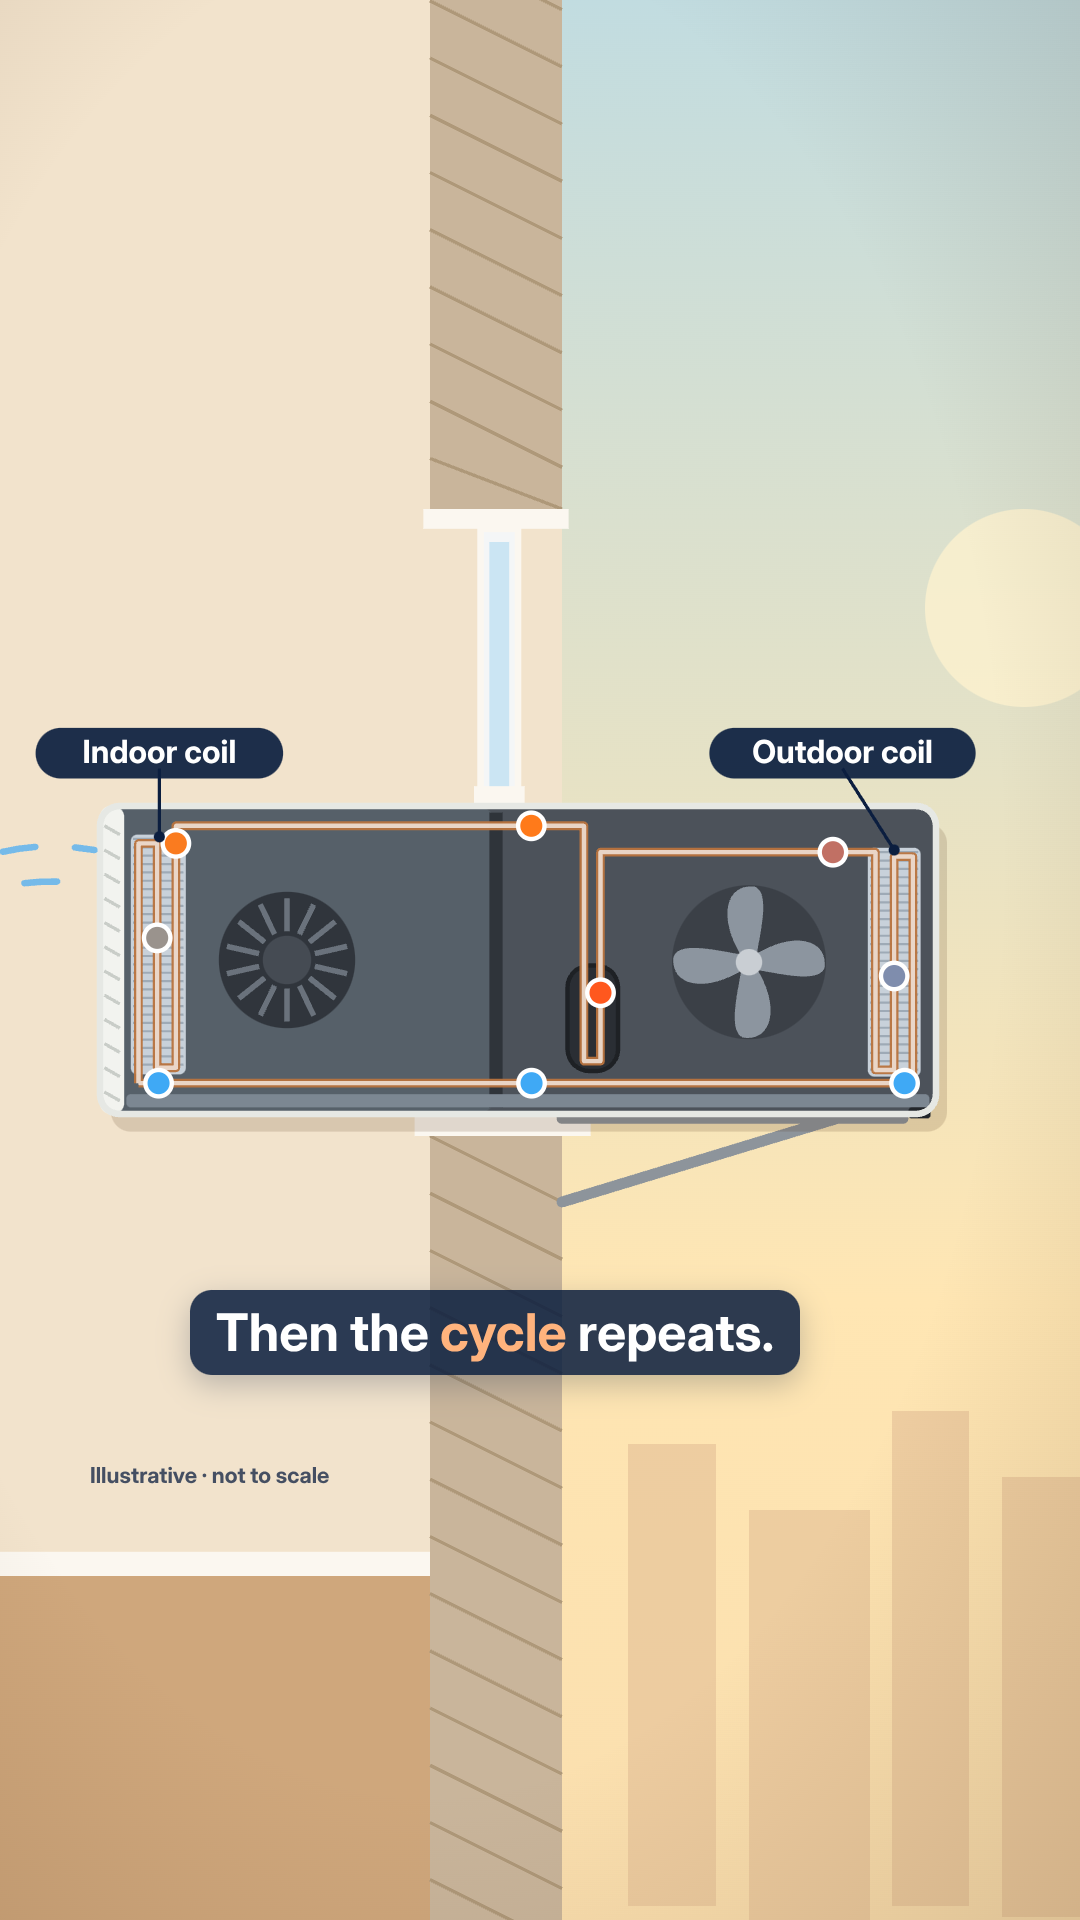 Indoor coil
Outdoor coil
Then the cycle repeats.
Illustrative · not to scale